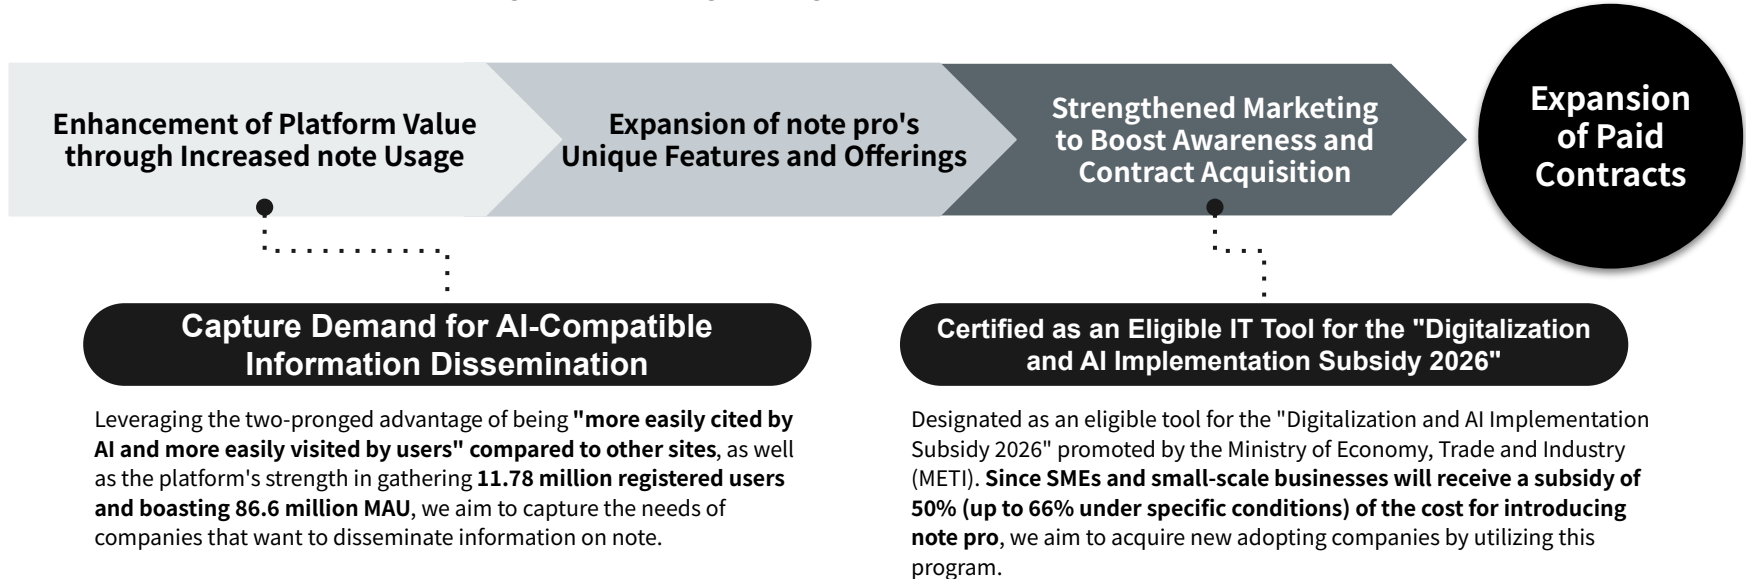 Enhancement of Platform Value
through Increased note Usage
Expansion of note pro's
Unique Features and Offerings
Strengthened Marketing
to Boost Awareness and
Contract Acquisition
Expansion
of Paid
Contracts
Capture Demand for AI-Compatible
Information Dissemination
Leveraging the two-pronged advantage of being "more easily cited by
AI and more easily visited by users" compared to other sites, as well
as the platform's strength in gathering 11.78 million registered users
and boasting 86.6 million MAU, we aim to capture the needs of
companies that want to disseminate information on note.
Certified as an Eligible IT Tool for the "Digitalization
and AI Implementation Subsidy 2026"
Designated as an eligible tool for the "Digitalization and AI Implementation
Subsidy 2026" promoted by the Ministry of Economy, Trade and Industry
(METI). Since SMEs and small-scale businesses will receive a subsidy of
50% (up to 66% under specific conditions) of the cost for introducing
note pro, we aim to acquire new adopting companies by utilizing this
program.